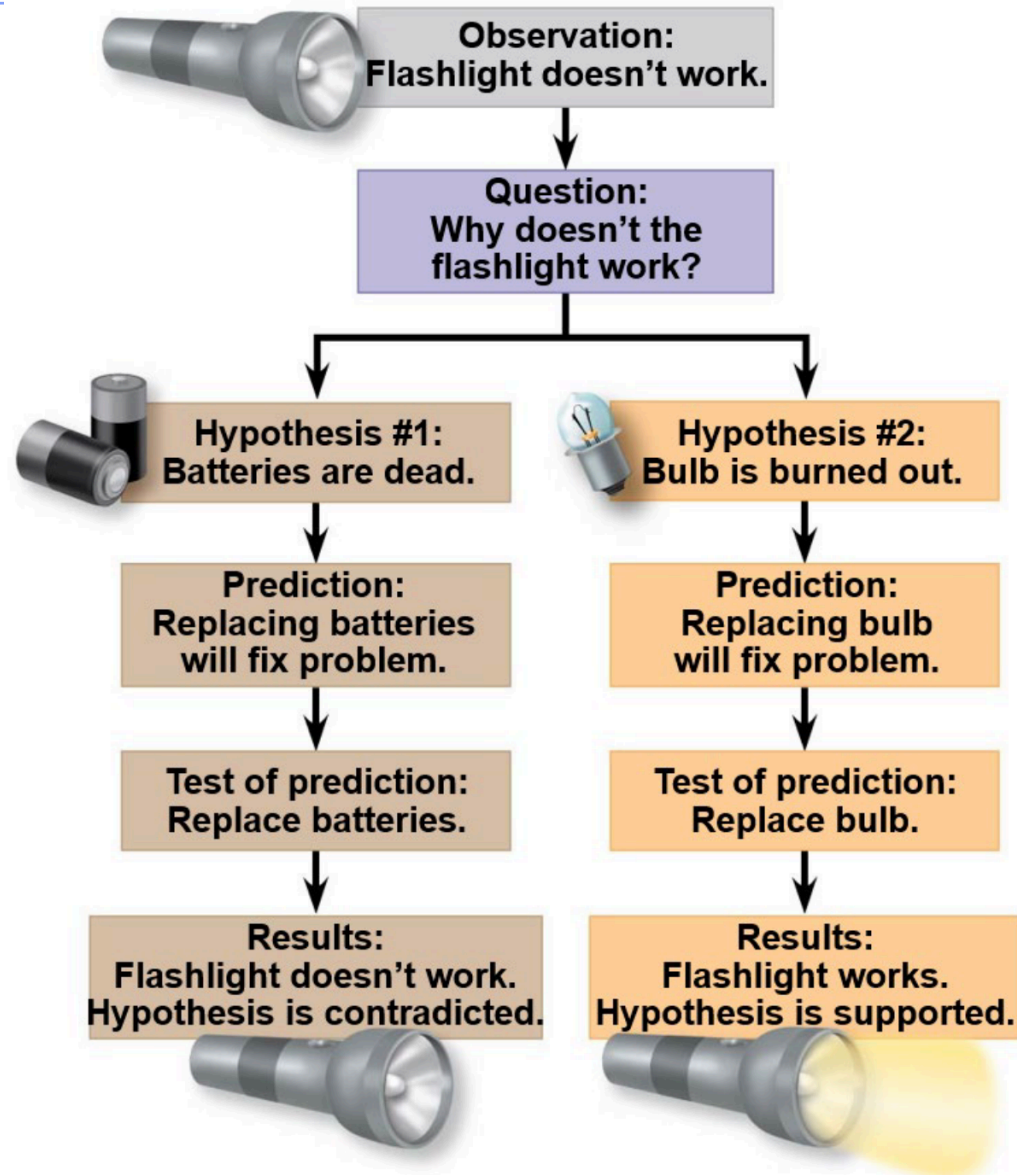 Observation:
Flashlight doesn’t work.
Question:
Why doesn’t the
flashlight work?
Hypothesis #1:
Batteries are dead.
Prediction:
Replacing batteries
will fix problem.
Test of prediction:
Replace batteries.
Results:
Flashlight doesn’t work.
Hypothesis is contradicted.
Hypothesis #2:
Bulb is burned out.
Prediction:
Replacing bulb
will fix problem.
Test of prediction:
Replace bulb.
Results:
Flashlight works.
Hypothesis is supported.